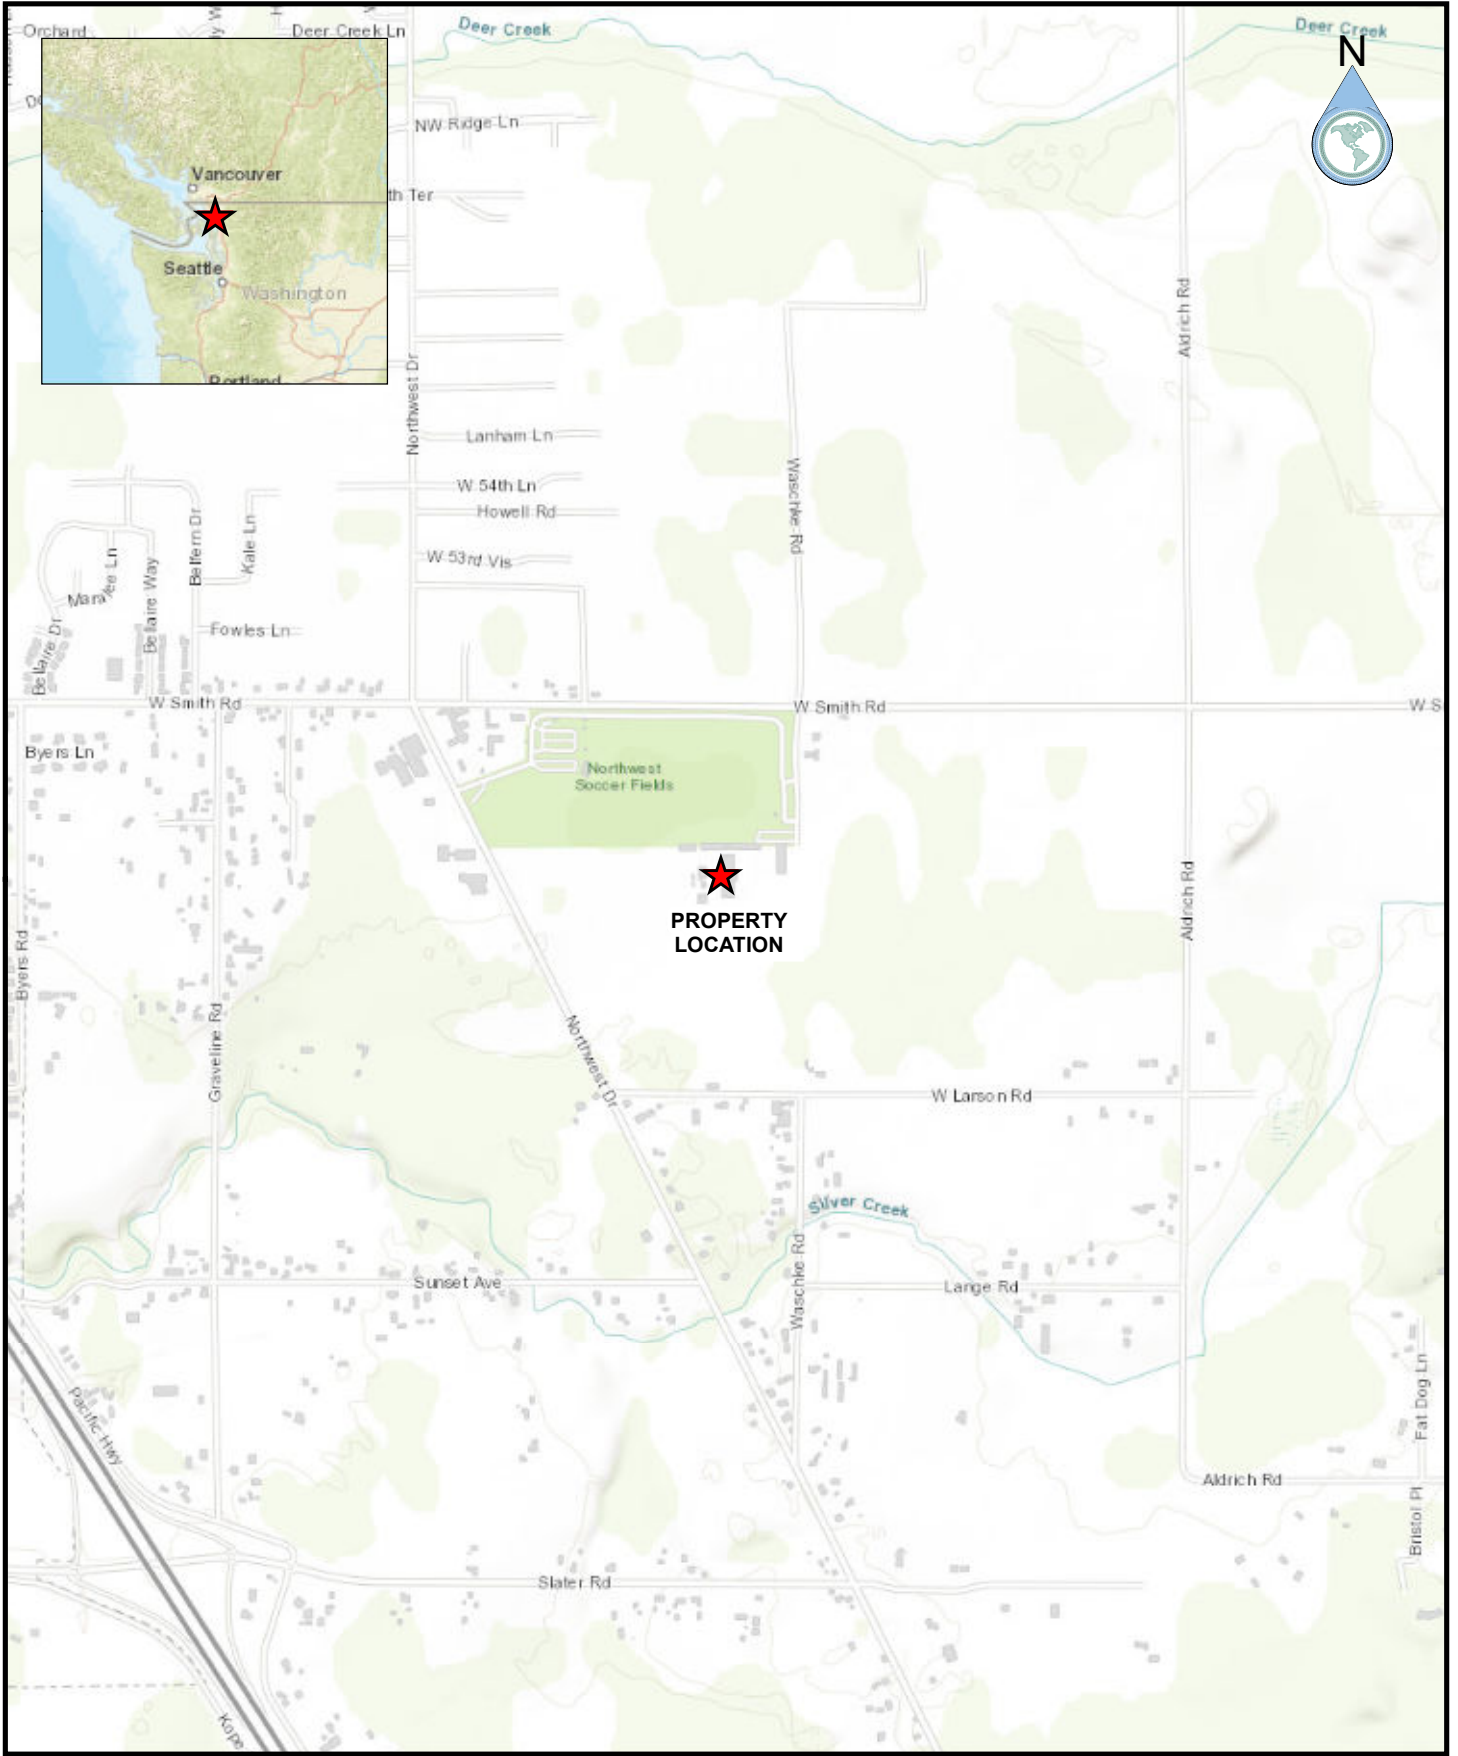 Orchard
Deer Creek Ln
Deer Creek
Deer Creek
N
NW Ridge Ln
Vancouver
th Ter
Seattle
Washington
Portland
Aldrich Rd
Northwest Dr
Lanham Ln
W 54th Ln
Howell Rd
W 53rd Vis
Waschke Rd
Belfern Dr
Kale Ln
Bellaire Way
Bellaire Dr
Fowles Ln
W Smith Rd
W Smith Rd
W S
Byers Ln
Northwest
Soccer Fields
PROPERTY
LOCATION
Aldrich Rd
Byers Rd
Graveline Rd
Northwest Dr
W Larson Rd
Silver Creek
Waschke Rd
Sunset Ave
Lange Rd
Pacific Hwy
Fat Dog Ln
Aldrich Rd
Bristol Pl
Slater Rd
Kope